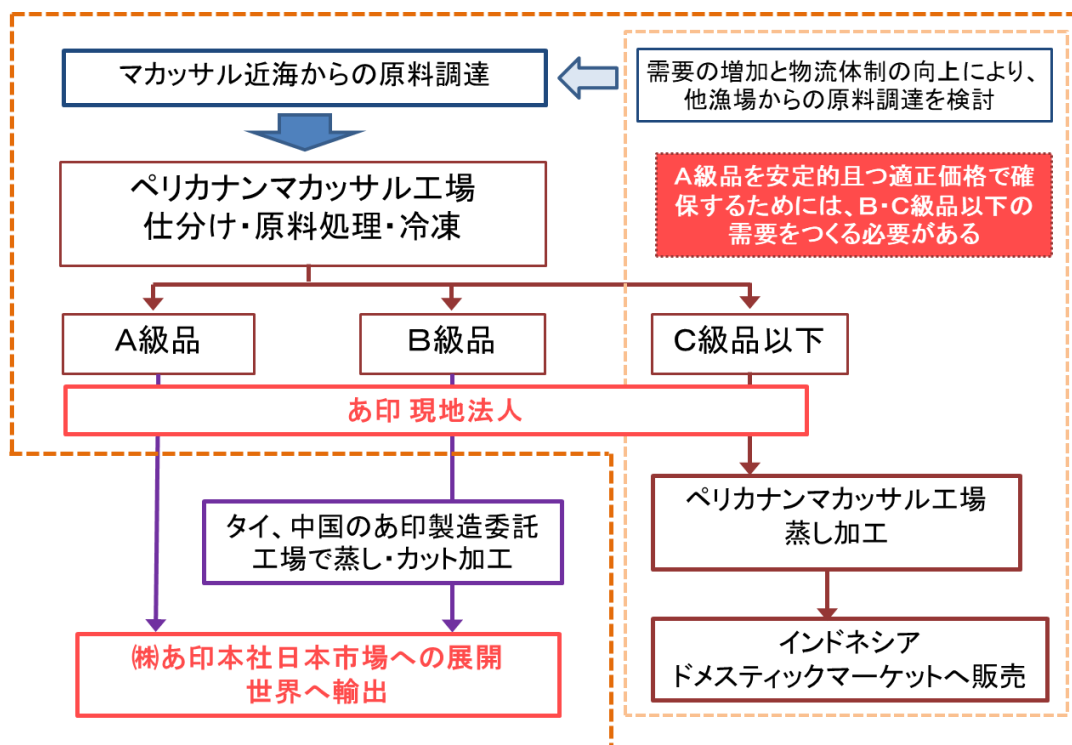 マカッサル近海からの原料調達
需要の増加と物流体制の向上により、
他漁場からの原料調達を検討
ペリカナンマカッサル工場
仕分け・原料処理・冷凍
A級品を安定的且つ適正価格で確
保するためには、B・C級品以下の
需要をつくる必要がある
A級品
B級品
C級品以下
あ印 現地法人
タイ、中国のあ印製造委託
工場で蒸し・カット加工
ペリカナンマカッサル工場
蒸し加工
㈱あ印本社日本市場への展開
世界へ輸出
インドネシア
ドメスティックマーケットへ販売